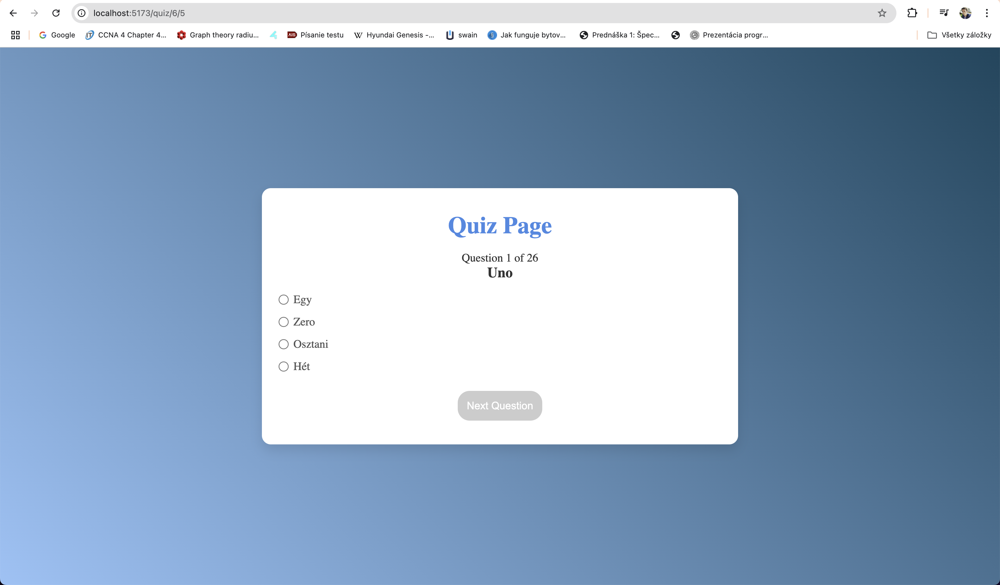 localhost:5173/quiz/6/5
Google CCNA 4 Chapter 4... Graph theory radiu... AIS Písanie testu W Hyundai Genesis -... swain Jak funguje bytov... Prednáška 1: Špec... Prezentácia progr... Všetky záložky
Quiz Page
Question 1 of 26
Uno
Egy
Zero
Osztani
Hét
Next Question